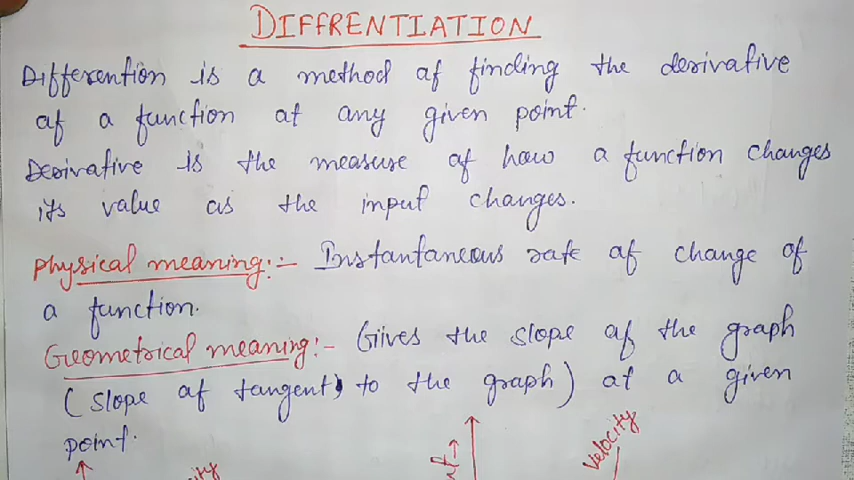 DIFFRENTIATION
Differention is a method of finding the derivative
of a function at any given point.
Derivative is the measure of how a function changes
its value as the input changes.
Physical meaning:- Instantaneous rate of change of
a function.
Geometrical meaning:- Giives the slope of the graph
(slope of tangent, to the graph) at a given
point.
Velocity